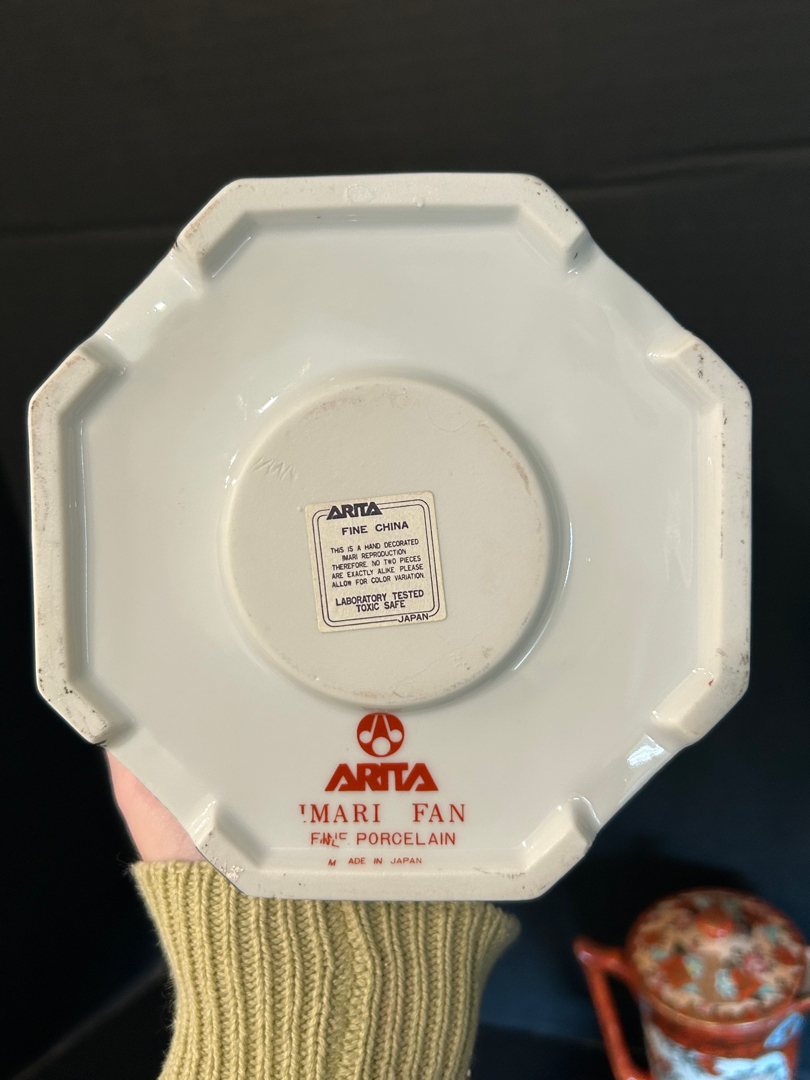 ARITA
FINE CHINA
THIS IS A HAND DECORATED
IMARI REPRODUCTION
THEREFORE, NO TWO PIECES
ARE EXACTLY ALIKE PLEASE
ALLOW FOR COLOR VARIATION
LABORATORY TESTED
TOXIC SAFE
JAPAN
ARITA
IMARI FAN
FINE PORCELAIN
M ADE IN JAPAN